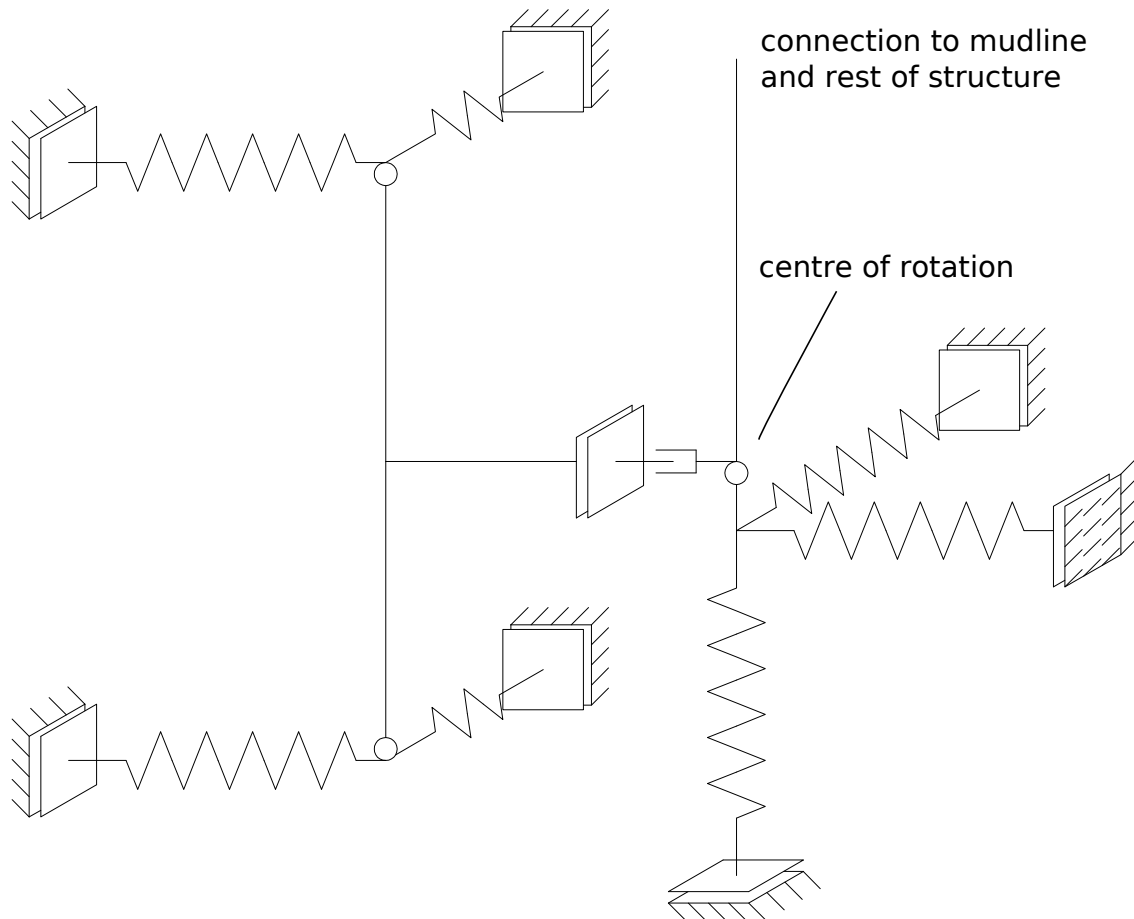 connection to mudline
and rest of structure
centre of rotation